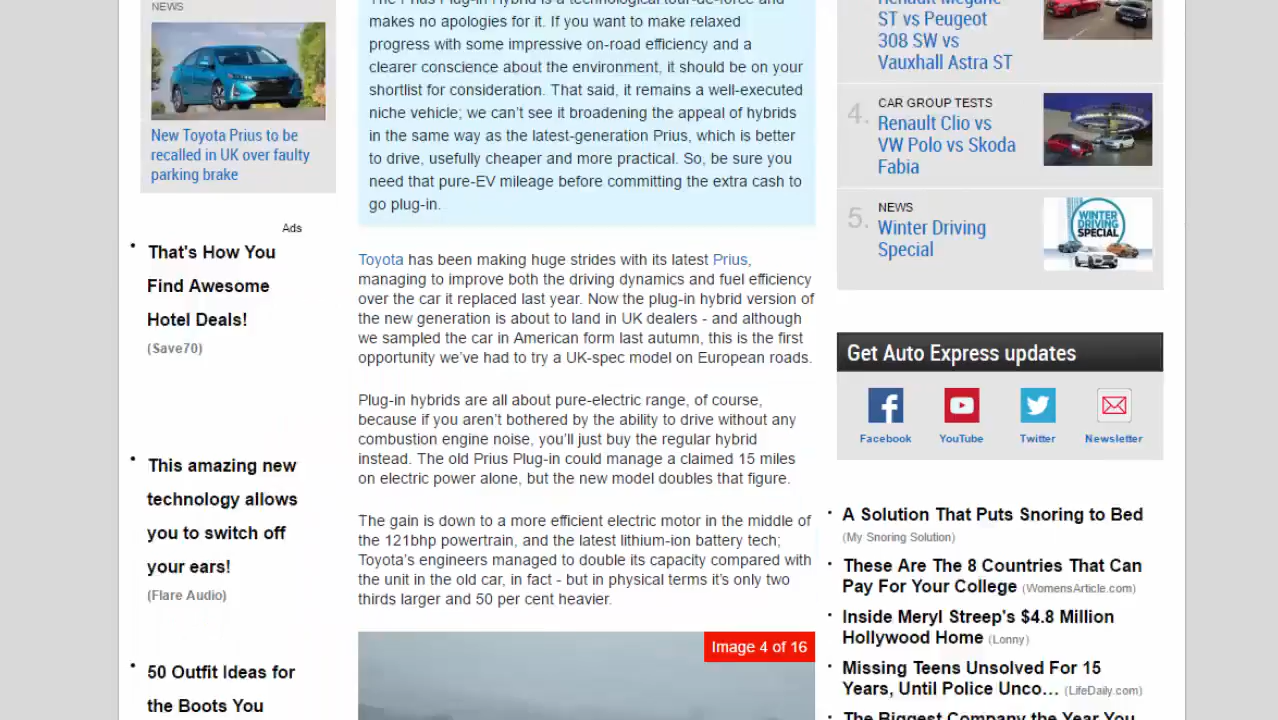 NEWS
New Toyota Prius to be
recalled in UK over faulty
parking brake
Ads
That's How You
Find Awesome
Hotel Deals!
(Save70)
This amazing new
technology allows
you to switch off
your ears!
(Flare Audio)
50 Outfit Ideas for
the Boots You
The Prius Plug-in Hybrid is a technological tour-de-force and
makes no apologies for it. If you want to make relaxed
progress with some impressive on-road efficiency and a
clearer conscience about the environment, it should be on your
shortlist for consideration. That said, it remains a well-executed
niche vehicle; we can't see it broadening the appeal of hybrids
in the same way as the latest-generation Prius, which is better
to drive, usefully cheaper and more practical. So, be sure you
need that pure-EV mileage before committing the extra cash to
go plug-in.
Toyota has been making huge strides with its latest Prius,
managing to improve both the driving dynamics and fuel efficiency
over the car it replaced last year. Now the plug-in hybrid version of
the new generation is about to land in UK dealers - and although
we sampled the car in American form last autumn, this is the first
opportunity we've had to try a UK-spec model on European roads.
Plug-in hybrids are all about pure-electric range, of course,
because if you aren't bothered by the ability to drive without any
combustion engine noise, you'll just buy the regular hybrid
instead. The old Prius Plug-in could manage a claimed 15 miles
on electric power alone, but the new model doubles that figure.
The gain is down to a more efficient electric motor in the middle of
the 121bhp powertrain, and the latest lithium-ion battery tech;
Toyota's engineers managed to double its capacity compared with
the unit in the old car, in fact - but in physical terms it's only two
thirds larger and 50 per cent heavier.
Image 4 of 16
Renault Megane
ST vs Peugeot
308 SW vs
Vauxhall Astra ST
4.
CAR GROUP TESTS
Renault Clio vs
VW Polo vs Skoda
Fabia
5.
NEWS
Winter Driving
Special
WINTER
DRIVING
SPECIAL
Get Auto Express updates
Facebook YouTube Twitter Newsletter
A Solution That Puts Snoring to Bed
(My Snoring Solution)
These Are The 8 Countries That Can
Pay For Your College (WomensArticle.com)
Inside Meryl Streep's $4.8 Million
Hollywood Home (Lonny)
Missing Teens Unsolved For 15
Years, Until Police Unco… (LifeDaily.com)
The Biggest Company the Year You